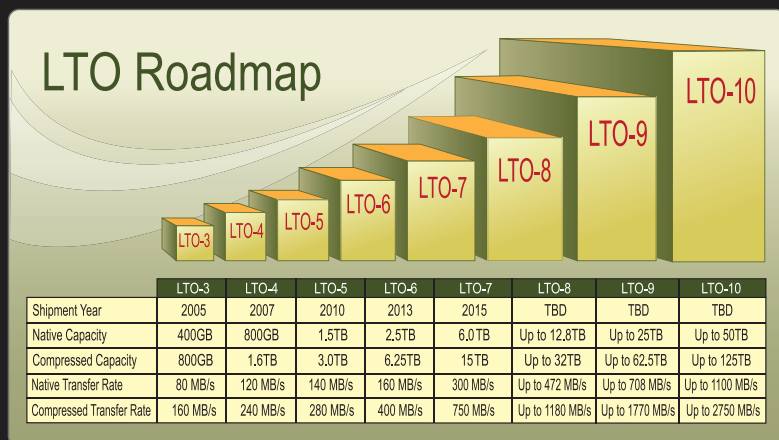 LTO Roadmap
LTO-3
LTO-4
LTO-5
LTO-6
LTO-7
LTO-8
LTO-9
LTO-10
LTO-3 LTO-4 LTO-5 LTO-6 LTO-7 LTO-8 LTO-9 LTO-10
Shipment Year 2005 2007 2010 2013 2015 TBD TBD TBD
Native Capacity 400GB 800GB 1.5TB 2.5TB 6.0TB Up to 12.8TB Up to 25TB Up to 50TB
Compressed Capacity 800GB 1.6TB 3.0TB 6.25TB 15TB Up to 32TB Up to 62.5TB Up to 125TB
Native Transfer Rate 80 MB/s 120 MB/s 140 MB/s 160 MB/s 300 MB/s Up to 472 MB/s Up to 708 MB/s Up to 1100 MB/s
Compressed Transfer Rate 160 MB/s 240 MB/s 280 MB/s 400 MB/s 750 MB/s Up to 1180 MB/s Up to 1770 MB/s Up to 2750 MB/s